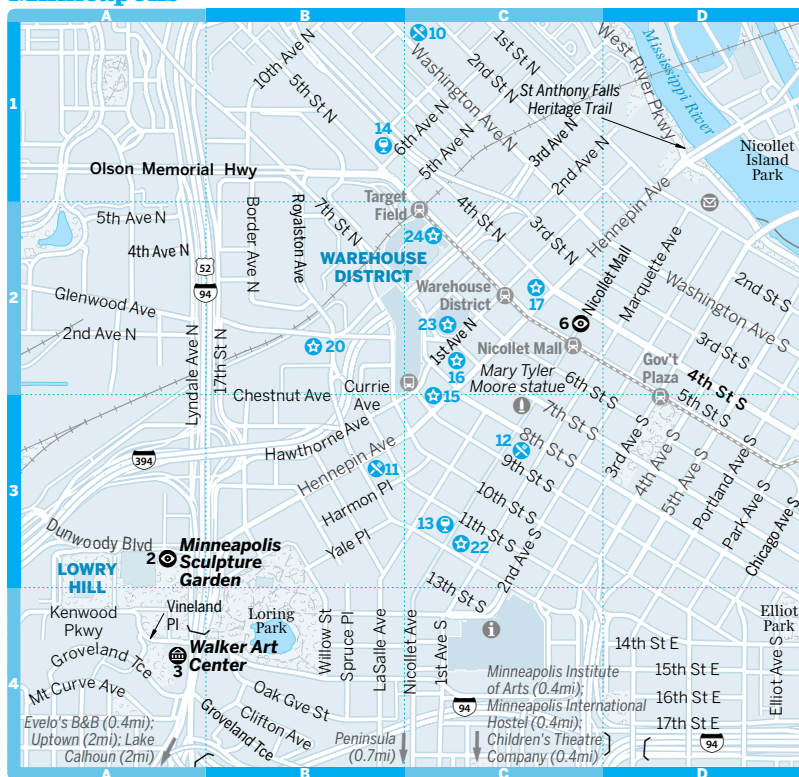 Minneapolis
A
B
C
D
10
1st St N
2nd St N
10th Ave N
5th St N
Washington Ave N
West River Pkwy
Mississippi River
St Anthony Falls
Heritage Trail
1
14
6th Ave N
5th Ave N
3rd Ave N
2nd Ave N
Nicollet
Island
Park
Olson Memorial Hwy
Hennepin Ave
5th Ave N
4th Ave N
Border Ave N
Royalston Ave
7th St N
Target
Field
4th St N
3rd St N
24
WAREHOUSE
DISTRICT
52
94
2
Glenwood Ave
2nd Ave N
Lyndale Ave N
17th St N
20
Warehouse
District
17
6
Nicollet Mall
Marquette Ave
Washington Ave S
2nd St S
3rd St S
23
1st Ave N
Nicollet Mall
16
Mary Tyler
Moore statue
Gov't
Plaza
4th St S
5th St S
6th St S
7th St S
Chestnut Ave
Currie
Ave
15
Hawthorne Ave
394
Hennepin Ave
11
12
8th St S
9th St S
10th St S
3rd Ave S
4th Ave S
5th Ave S
Portland Ave S
Park Ave S
Chicago Ave S
3
Harmon Pl
Yale Pl
13
11th St S
22
2nd Ave S
13th St S
Dunwoody Blvd
2
Minneapolis
Sculpture
Garden
LOWRY
HILL
Kenwood
Pkwy
Vineland
Pl
Loring
Park
Willow St
Spruce Pl
LaSalle Ave
Nicollet Ave
1st Ave S
Elliot
Park
14th St E
15th St E
16th St E
17th St E
Elliot Ave S
4
Groveland Tce
Walker Art
Center
3
Mt Curve Ave
Oak Gve St
Clifton Ave
Groveland Tce
Evelo's B&B (0.4mi);
Uptown (2mi); Lake
Calhoun (2mi)
Peninsula
(0.7mi)
94
Minneapolis Institute
of Arts (0.4mi);
Minneapolis International
Hostel (0.4mi);
Children's Theatre
Company (0.4mi)
94
A
B
C
D